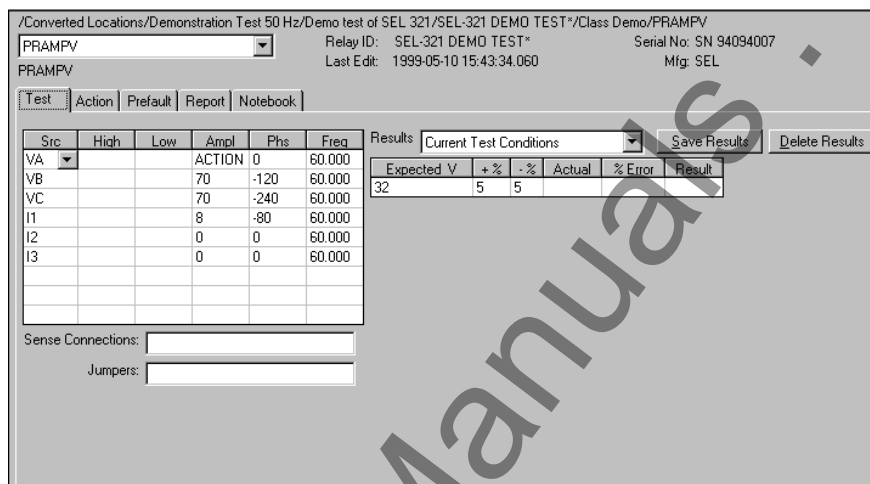 /Converted Locations/Demonstration Test 50 Hz/Demo test of SEL 321/SEL-321 DEMO TEST*/Class Demo/PRAMPV
PRAMPV Relay ID: SEL-321 DEMO TEST* Serial No: SN 94094007
PRAMPV Last Edit: 1999-05-10 15:43:34.060 Mfg: SEL
Test Action Prefault Report Notebook
Results Current Test Conditions Save Results Delete Results
Src High Low Ampl Phs Freq
VA ACTION 0 60.000
VB 70 -120 60.000
VC 70 -240 60.000
I1 8 -80 60.000
I2 0 0 60.000
I3 0 0 60.000
Expected V + % - % Actual % Error Result
32 5 5
Sense Connections:
Jumpers:
Manuals .